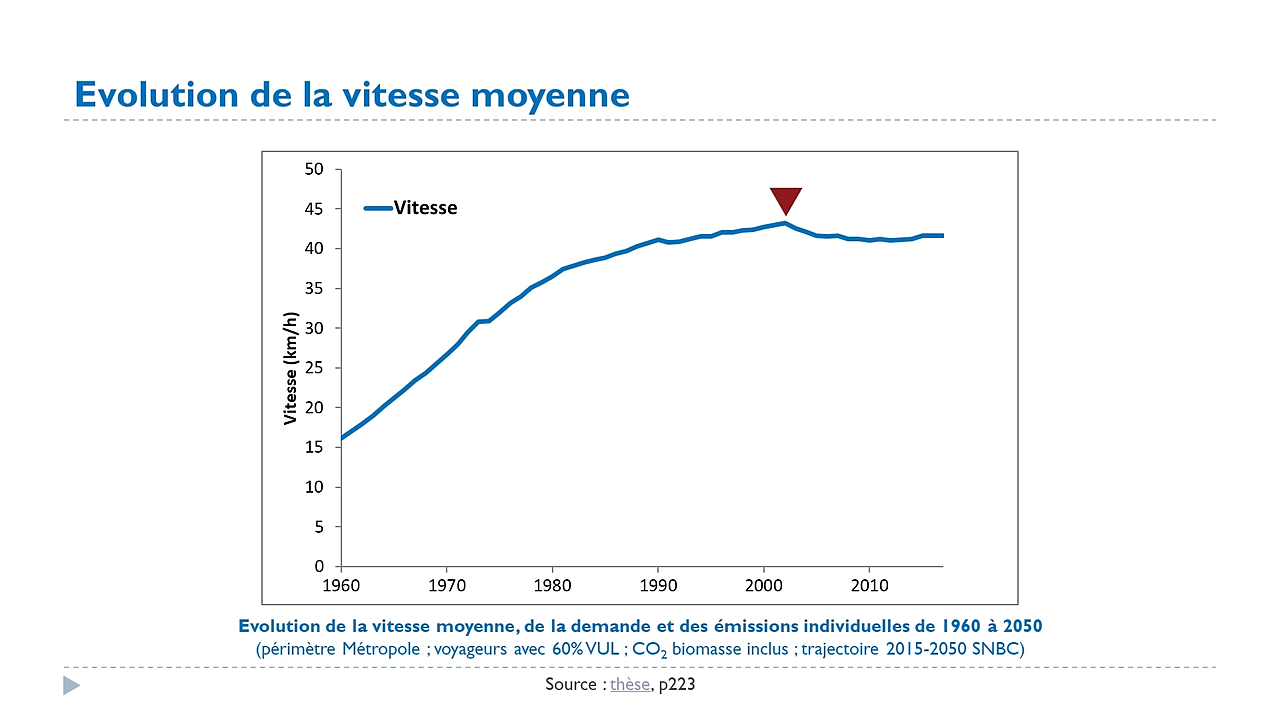 Evolution de la vitesse moyenne
50
45
40
35
30
25
20
15
10
5
0
Vitesse (km/h)
Vitesse
1960 1970 1980 1990 2000 2010
Evolution de la vitesse moyenne, de la demande et des émissions individuelles de 1960 à 2050
(périmètre Métropole ; voyageurs avec 60% VUL ; CO₂ biomasse inclus ; trajectoire 2015-2050 SNBC)
Source : thèse, p223